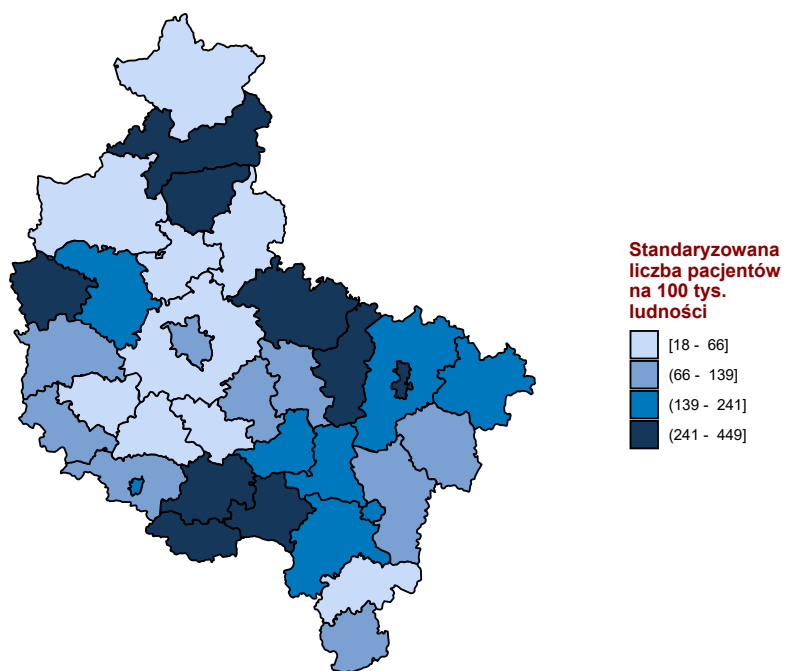 Standaryzowana
liczba pacjentów
na 100 tys.
ludności
[18 - 66]
(66 - 139]
(139 - 241]
(241 - 449]